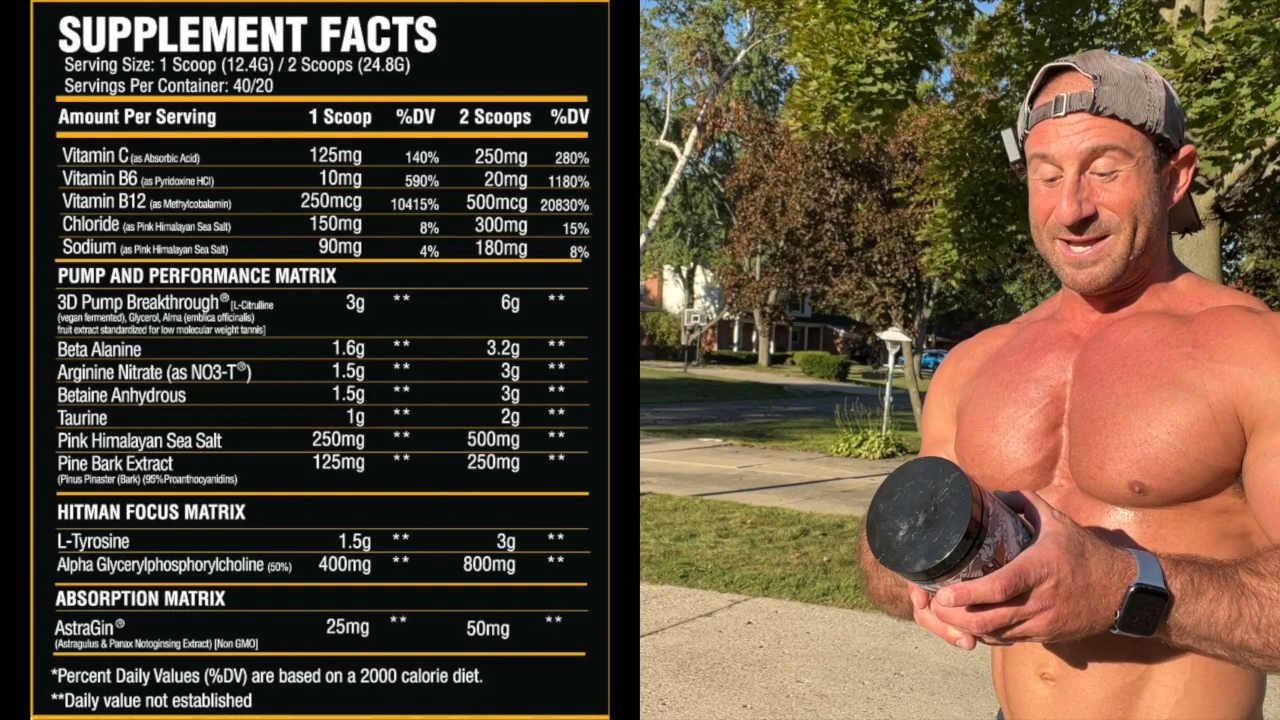 SUPPLEMENT FACTS
Serving Size: 1 Scoop (12.4G) / 2 Scoops (24.8G)
Servings Per Container: 40/20
Amount Per Serving 1 Scoop %DV 2 Scoops %DV
Vitamin C (as Absorbic Acid) 125mg 140% 250mg 280%
Vitamin B6 (as Pyridoxine HCl) 10mg 590% 20mg 1180%
Vitamin B12 (as Methylcobalamin) 250mcg 10415% 500mcg 20830%
Chloride (as Pink Himalayan Sea Salt) 150mg 8% 300mg 15%
Sodium (as Pink Himalayan Sea Salt) 90mg 4% 180mg 8%
PUMP AND PERFORMANCE MATRIX
3D Pump Breakthrough® [L-Citrulline 3g ** 6g **
(vegan fermented), Glycerol, Alma (emblica officinalis)
fruit extract standardized for low molecular weight tannis]
Beta Alanine 1.6g ** 3.2g **
Arginine Nitrate (as NO3-T®) 1.5g ** 3g **
Betaine Anhydrous 1.5g ** 3g **
Taurine 1g ** 2g **
Pink Himalayan Sea Salt 250mg ** 500mg **
Pine Bark Extract 125mg ** 250mg **
(Pinus Pinaster (Bark) (95%Proanthocyanidins)
HITMAN FOCUS MATRIX
L-Tyrosine 1.5g ** 3g **
Alpha Glycerylphosphorylcholine (50%) 400mg ** 800mg **
ABSORPTION MATRIX
AstraGin® 25mg ** 50mg **
(Astragulus & Panax Notoginsing Extract) [Non GMO]
*Percent Daily Values (%DV) are based on a 2000 calorie diet.
**Daily value not established